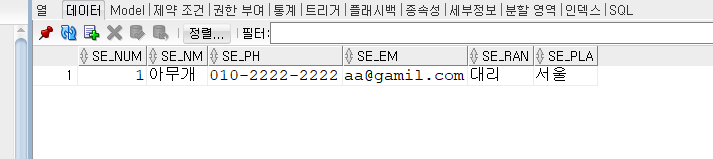 열 데이터 Model 제약 조건 권한 부여 통계 트리거 플래시백 종속성 세부정보 분할 영역 인덱스 SQL
정렬... 필터:
SE_NUM SE_NM SE_PH SE_EM SE_RAN SE_PLA
1 1 아무개 010-2222-2222 aa@gamil.com 대리 서울